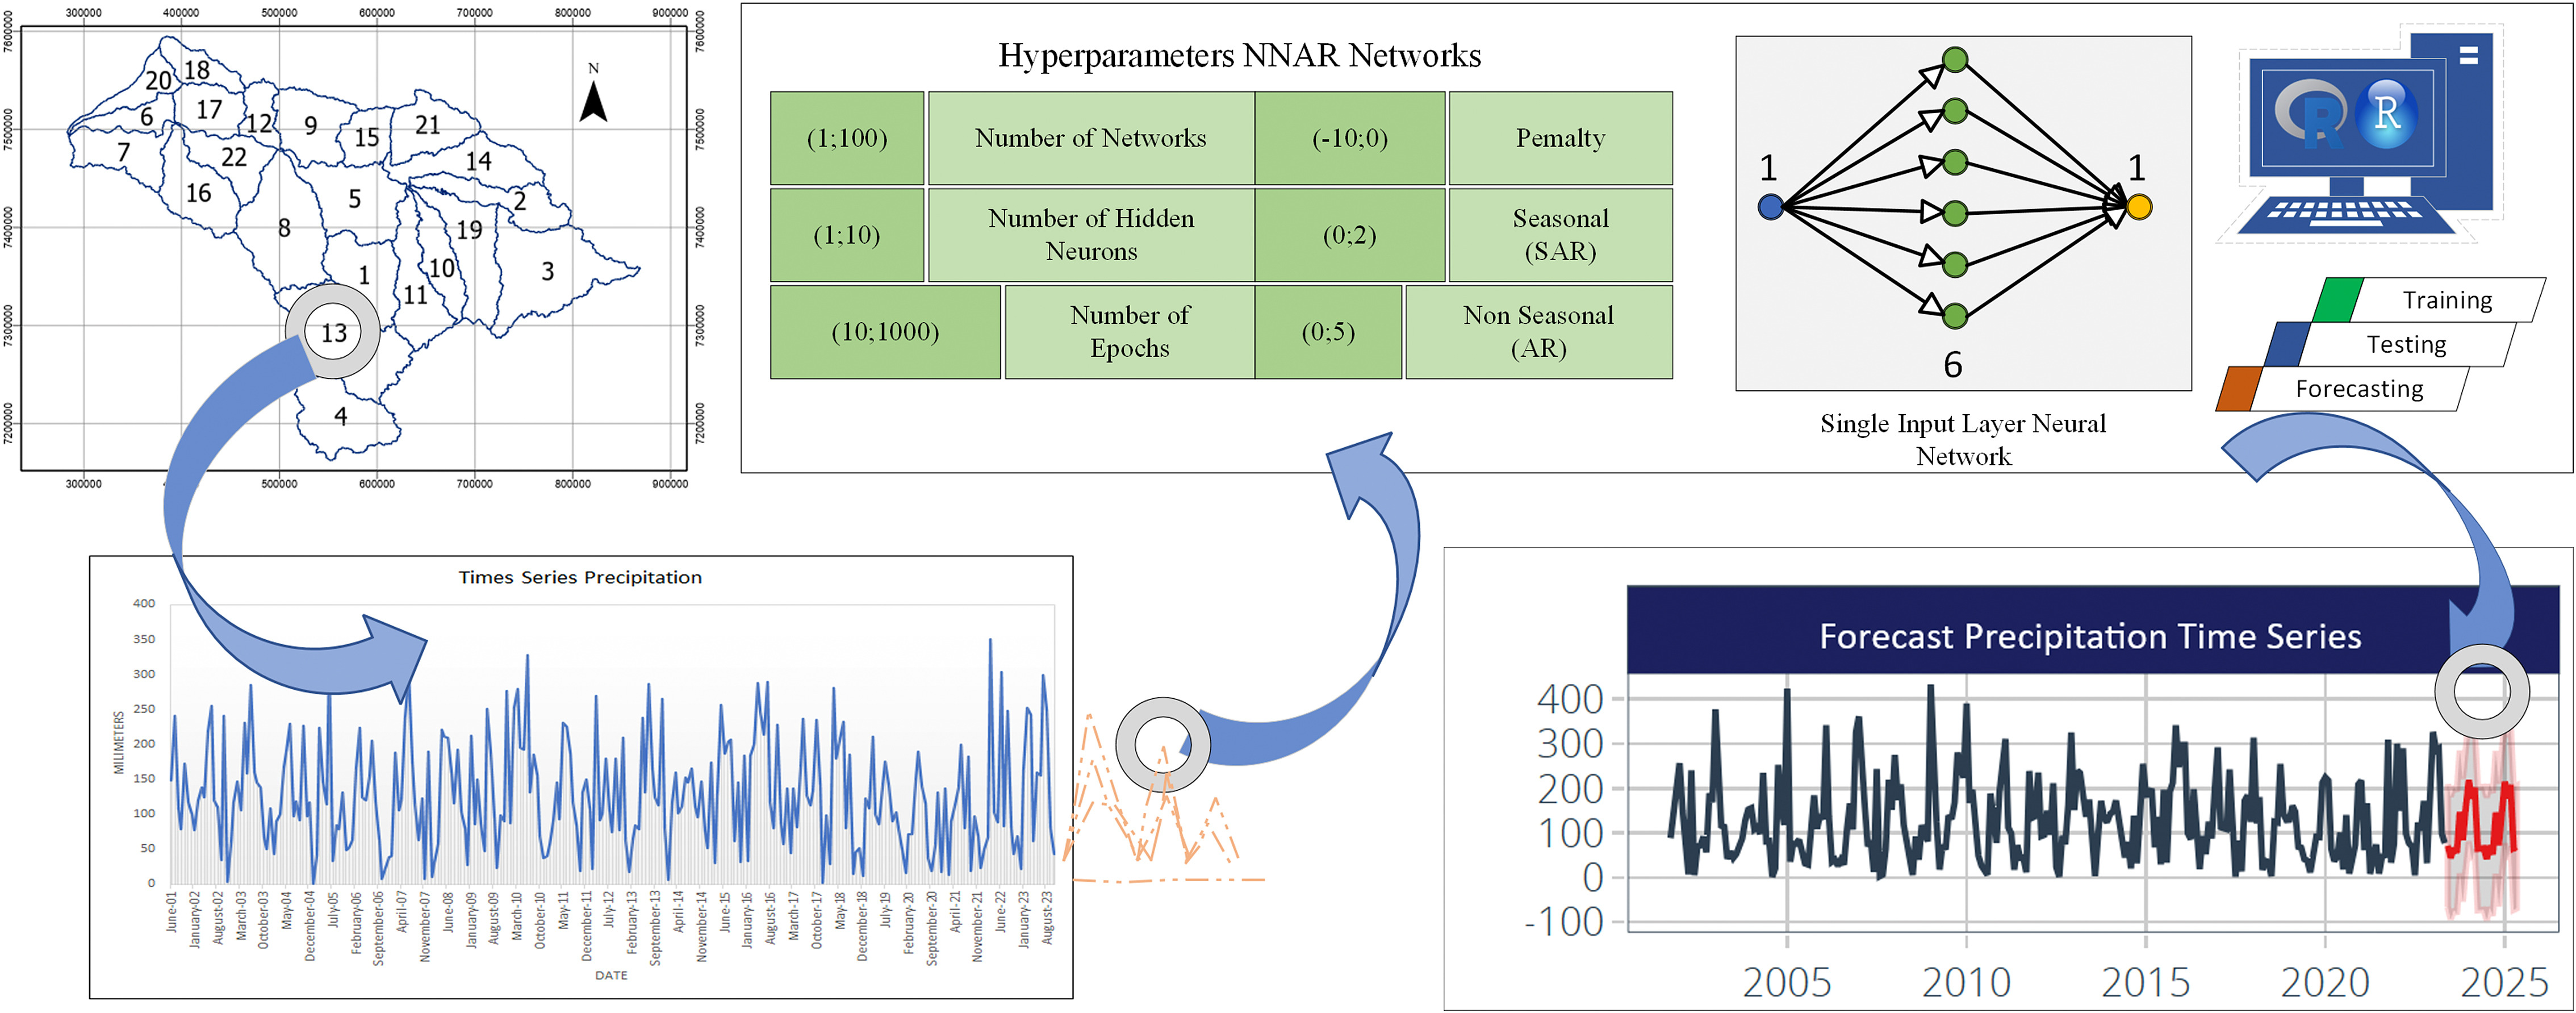 300000 400000 500000 600000 700000 800000 900000
7600000 7600000
7500000 7500000
7400000 7400000
7300000 7300000
7200000 7200000
N
18
20
6
17
12
9
15
21
7
22
14
16
5
2
8
19
1
10
3
11
13
4
300000 500000 600000 700000 800000 900000
Hyperparameters NNAR Networks
(1;100) Number of Networks (-10;0) Pemalty
(1;10) Number of Hidden
Neurons (0;2) Seasonal
(SAR)
(10;1000) Number of
Epochs (0;5) Non Seasonal
(AR)
1
1
6
Single Input Layer Neural
Network
R
R
Training
Testing
Forecasting
Times Series Precipitation
MILIMETERS
400
350
300
250
200
150
100
50
0
June-01 January-02 August-02 March-03 October-03 May-04 December-04 July-05 February-06 September-06 April-07 November-07 June-08 January-09 August-09 March-10 October-10 May-11 December-11 July-12 February-13 September-13 April-14 November-14 June-15 January-16 August-16 March-17 October-17 May-18 December-18 July-19 February-20 September-20 April-21 November-21 June-22 January-23 August-23
DATE
Forecast Precipitation Time Series
400
300
200
100
0
-100
2005 2010 2015 2020 2025